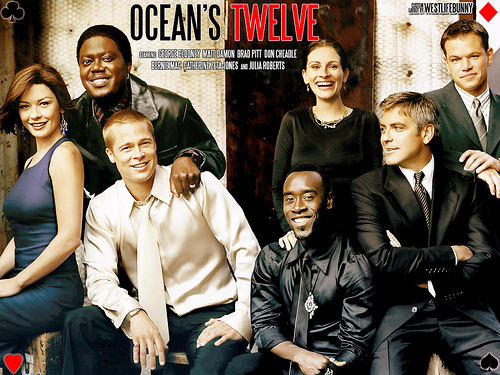 OCEAN'S TWELVE
STARRING GEORGE CLOONEY MATT DAMON BRAD PITT DON CHEADLE
BERNIE MAC CATHERINE ZETA-JONES AND JULIA ROBERTS
WESTLIFEBUNNY